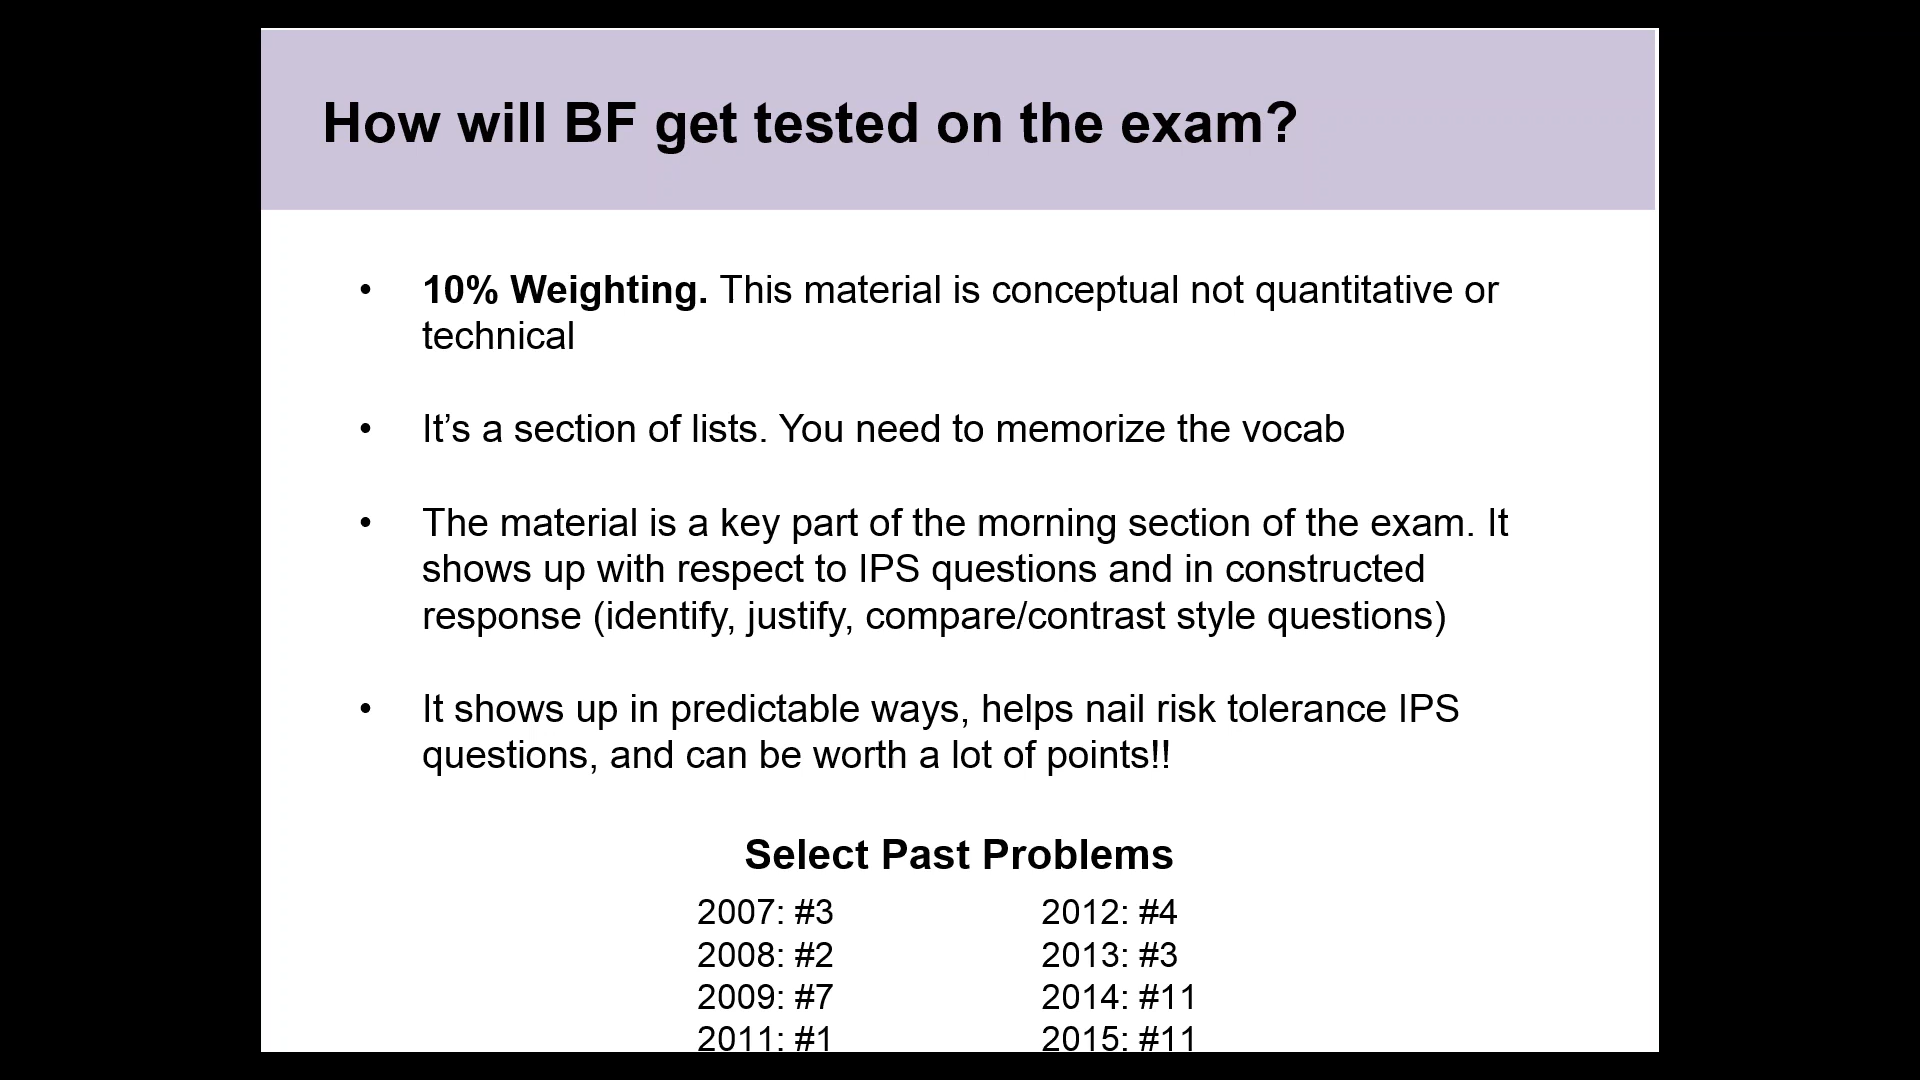 How will BF get tested on the exam?
• 10% Weighting. This material is conceptual not quantitative or
technical
• It’s a section of lists. You need to memorize the vocab
• The material is a key part of the morning section of the exam. It
shows up with respect to IPS questions and in constructed
response (identify, justify, compare/contrast style questions)
• It shows up in predictable ways, helps nail risk tolerance IPS
questions, and can be worth a lot of points!!
Select Past Problems
2007: #3 2012: #4
2008: #2 2013: #3
2009: #7 2014: #11
2011: #1 2015: #11